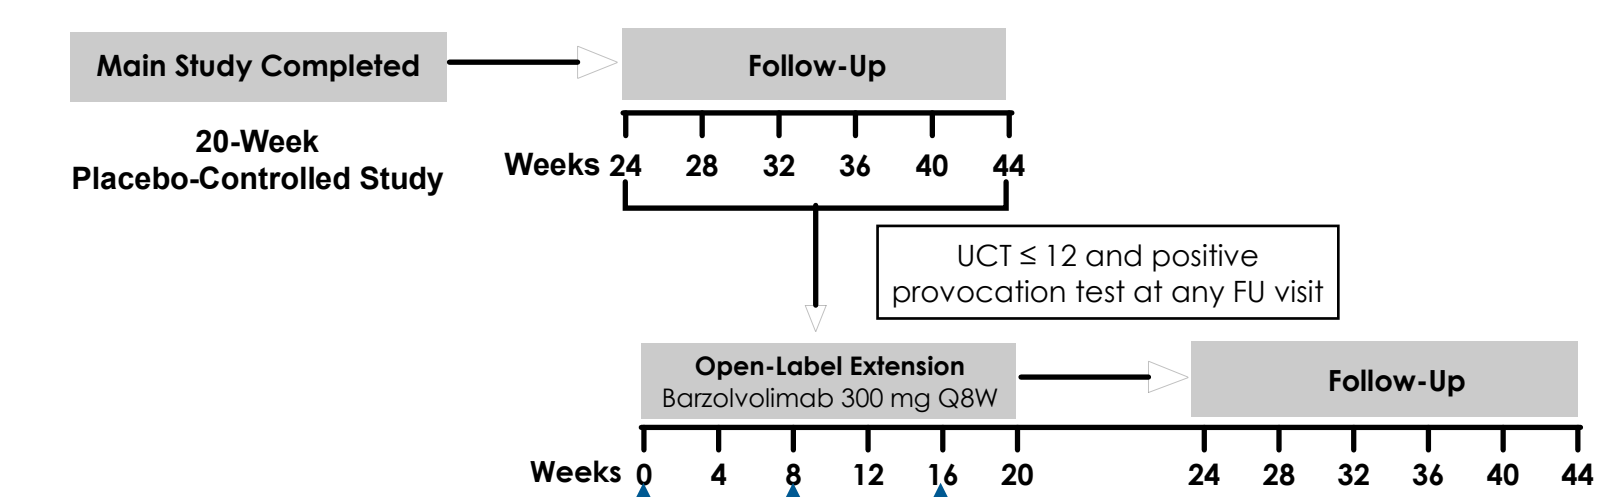 Main Study Completed
Follow-Up
20-Week
Placebo-Controlled Study
Weeks 24 28 32 36 40 44
UCT ≤ 12 and positive
provocation test at any FU visit
Open-Label Extension
Barzolvolimab 300 mg Q8W
Follow-Up
Weeks 0 4 8 12 16 20 24 28 32 36 40 44